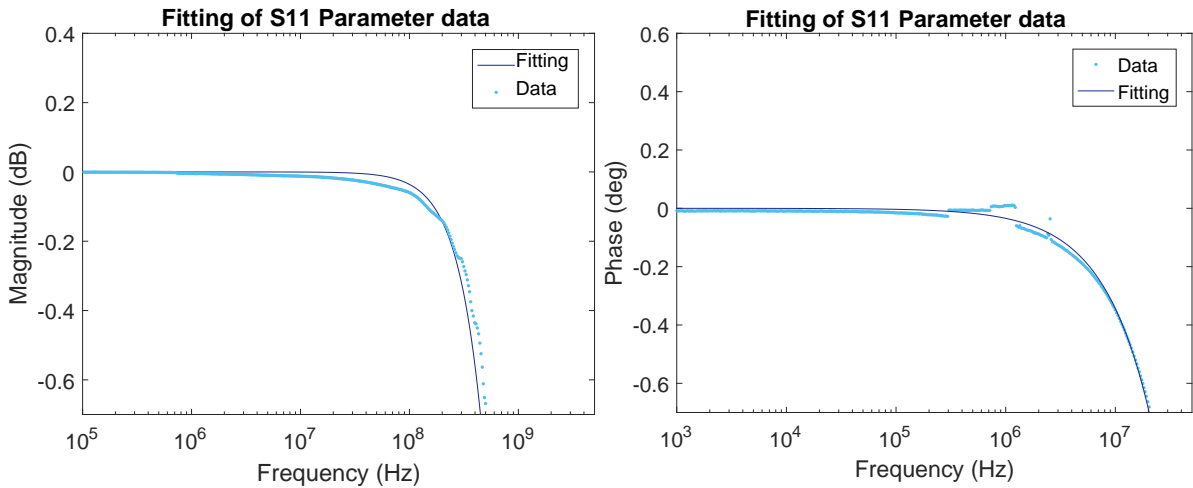 Fitting of S11 Parameter data
0.4
0.2
0
-0.2
-0.4
-0.6
Magnitude (dB)
Fitting
Data
10^5
10^6
10^7
10^8
10^9
Frequency (Hz)
Fitting of S11 Parameter data
0.6
0.4
0.2
0
-0.2
-0.4
-0.6
Phase (deg)
Data
Fitting
10^3
10^4
10^5
10^6
10^7
Frequency (Hz)